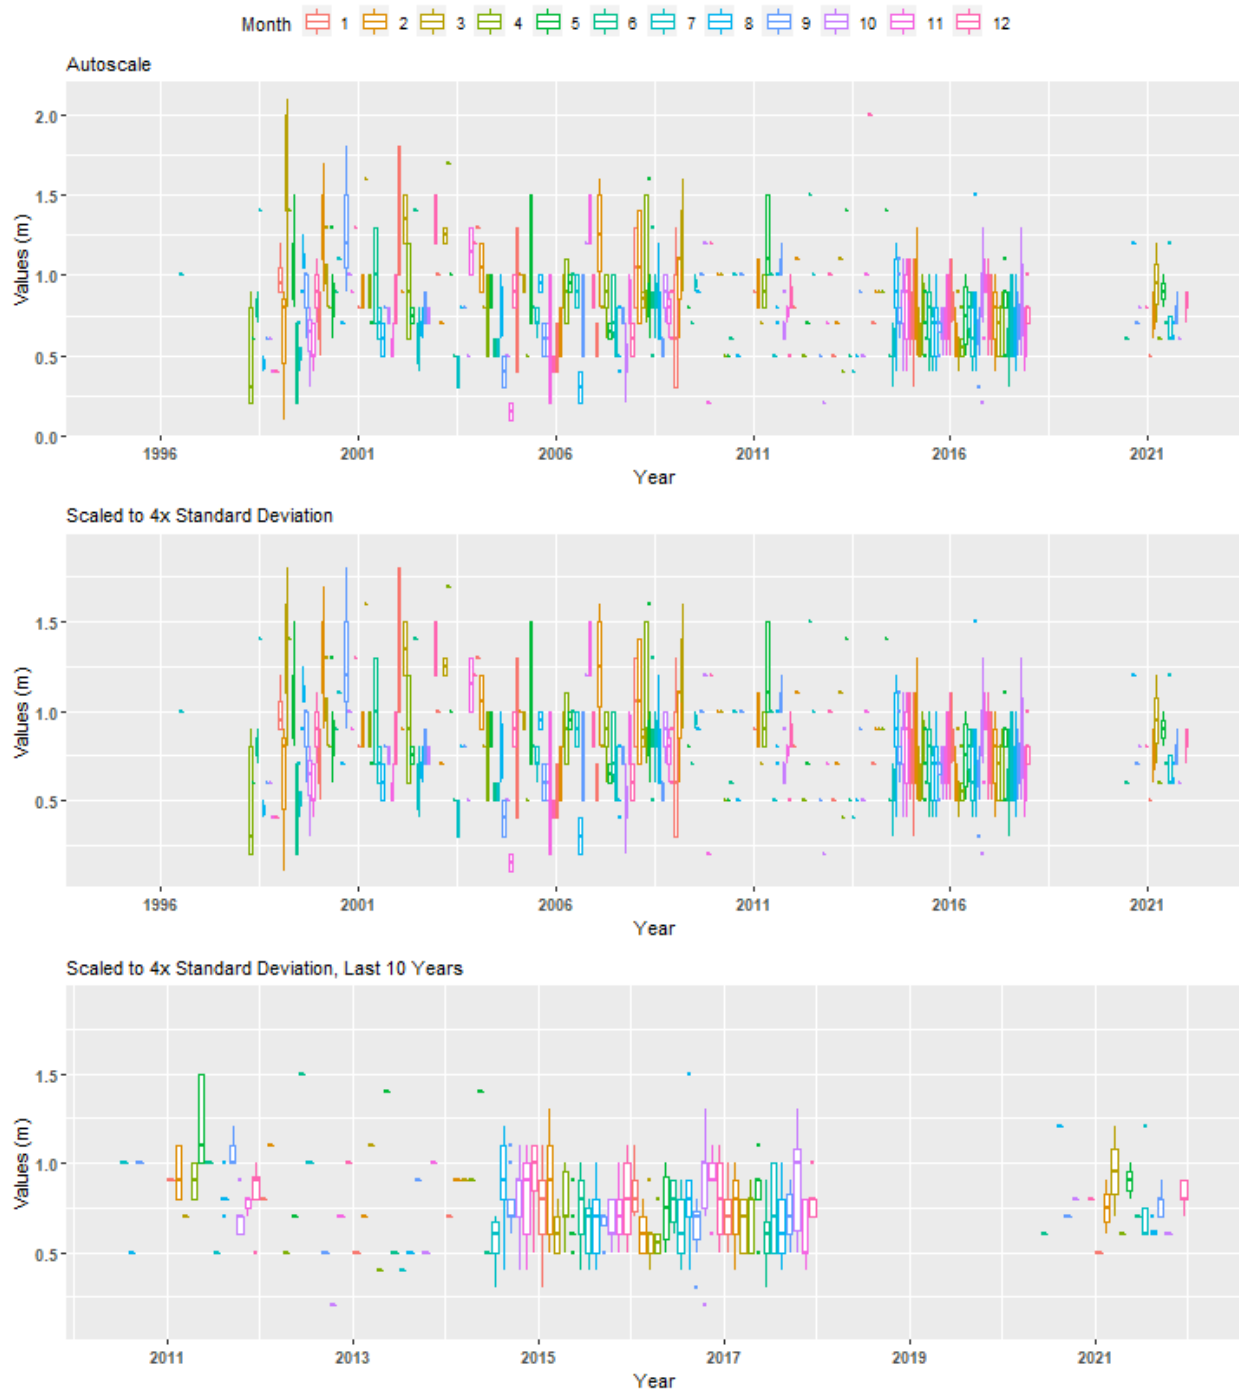 Month 1 2 3 4 5 6 7 8 9 10 11 12
Autoscale
2.0
1.5
1.0
0.5
0.0
Values (m)
1996 2001 2006 2011 2016 2021
Year
Scaled to 4x Standard Deviation
1.5
1.0
0.5
Values (m)
1996 2001 2006 2011 2016 2021
Year
Scaled to 4x Standard Deviation, Last 10 Years
1.5
1.0
0.5
Values (m)
2011 2013 2015 2017 2019 2021
Year